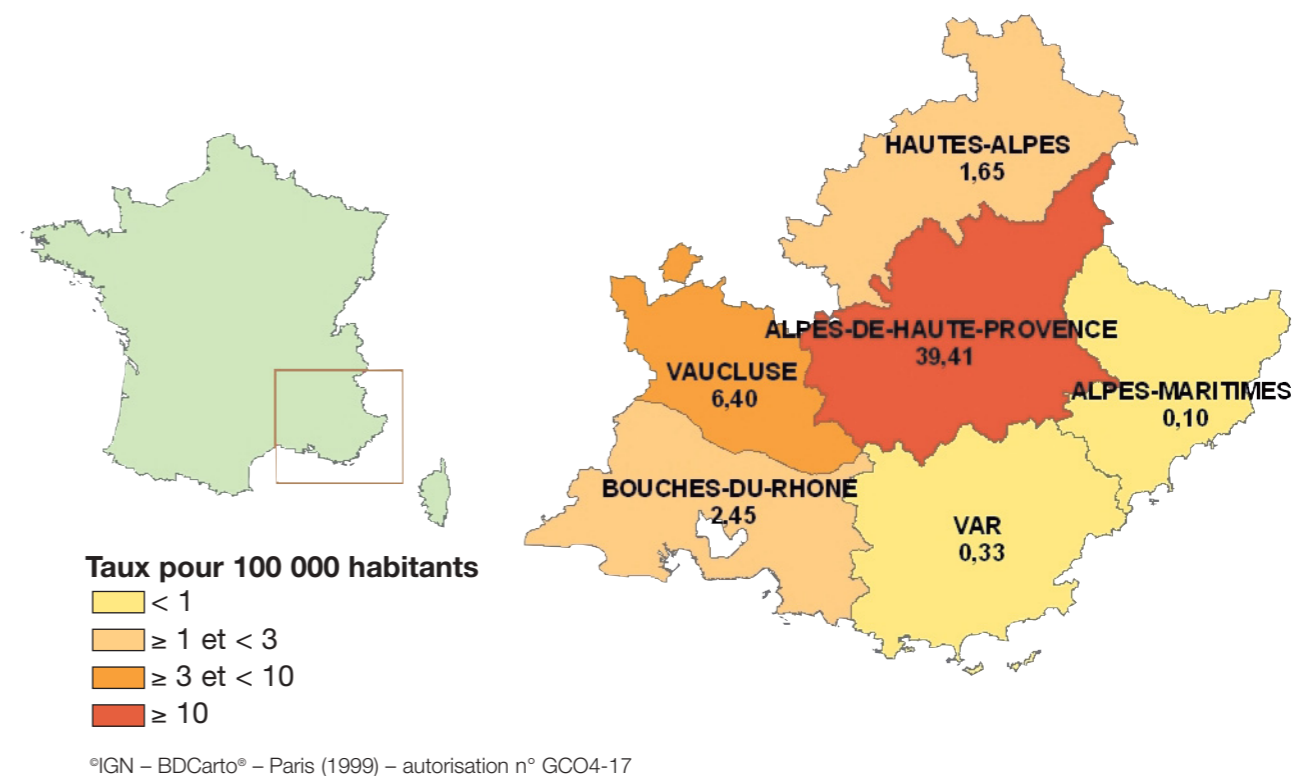 HAUTES-ALPES
1,65
ALPES-DE-HAUTE-PROVENCE
39,41
VAUCLUSE
6,40
ALPES-MARITIMES
0,10
BOUCHES-DU-RHONE
2,45
VAR
0,33
Taux pour 100 000 habitants
< 1
≥ 1 et < 3
≥ 3 et < 10
≥ 10
©IGN – BDCarto® – Paris (1999) – autorisation n° GCO4-17